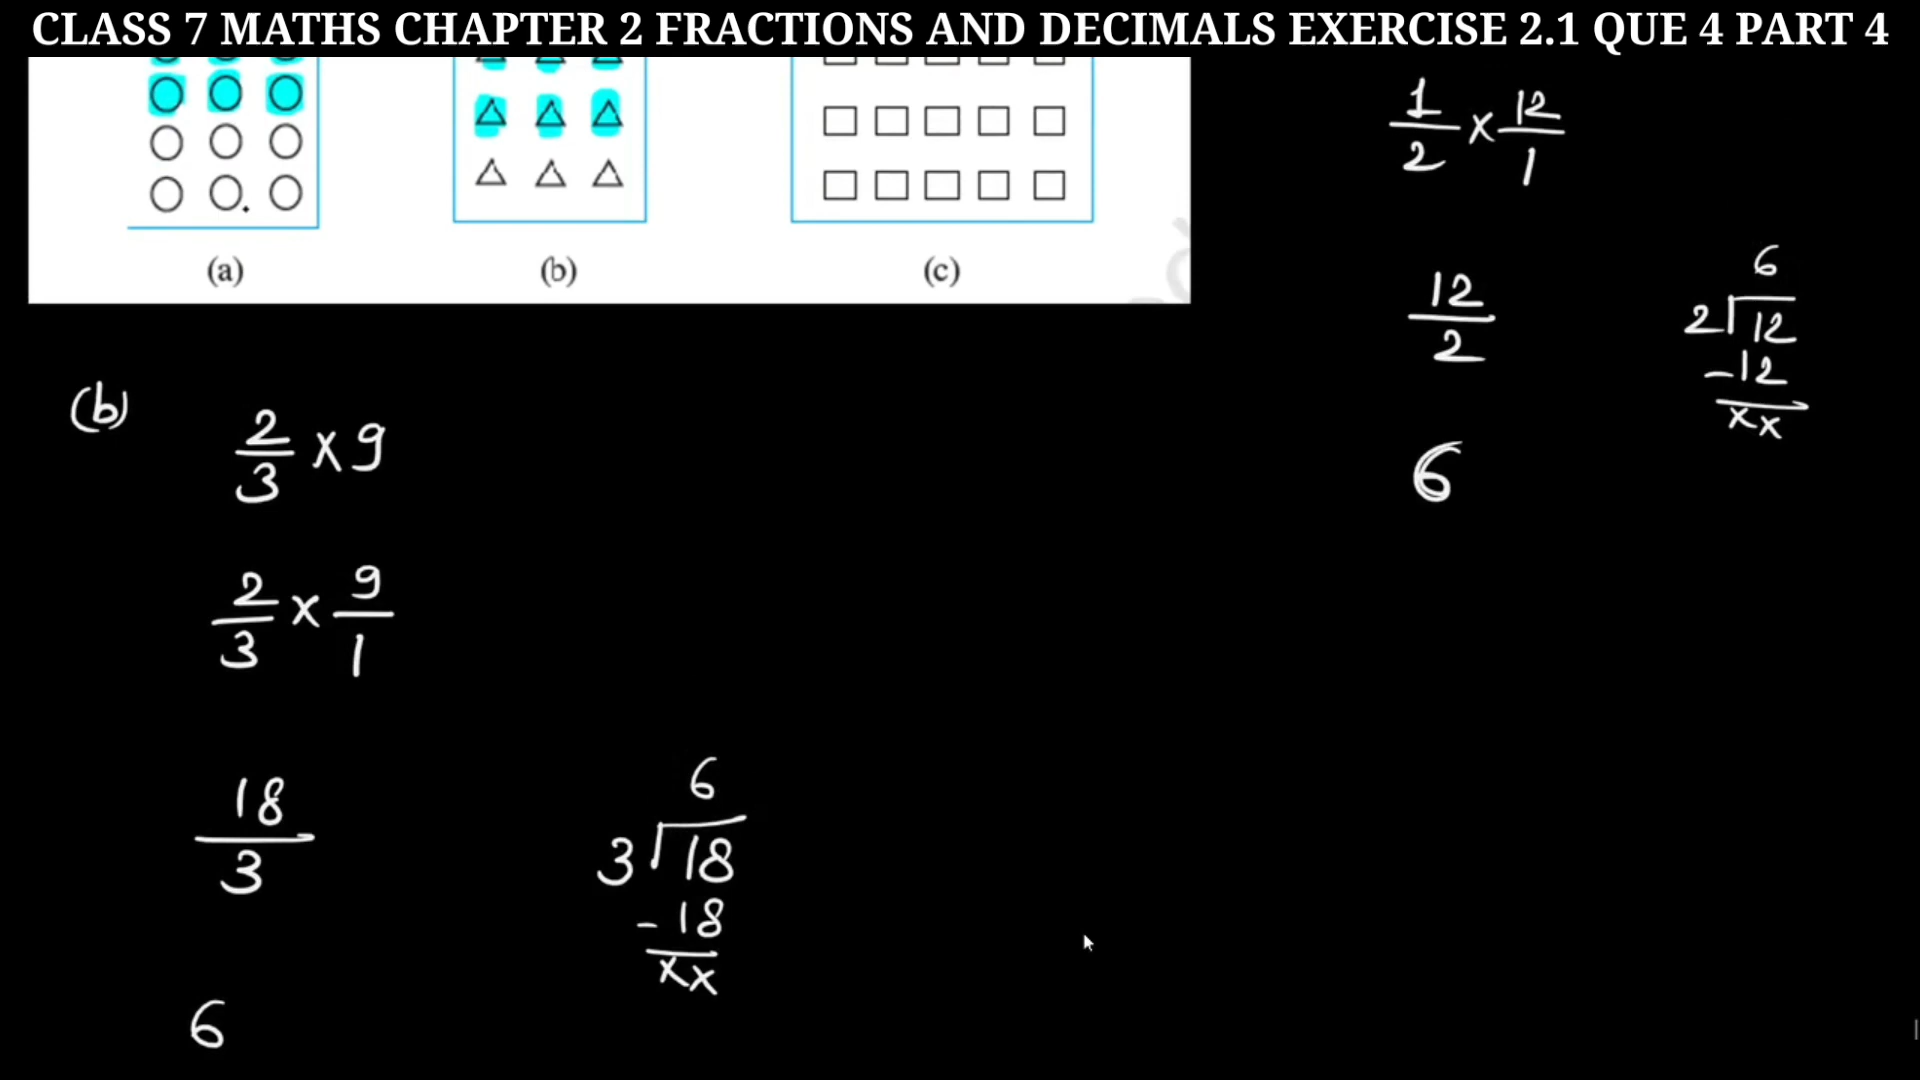 CLASS 7 MATHS CHAPTER 2 FRACTIONS AND DECIMALS EXERCISE 2.1 QUE 4 PART 4
(a) (b) (c)
1/2 × 12/1
12/2
6
6
2 12
-12
xx
(b)
2/3 × 9
2/3 × 9/1
18/3
6
6
3 18
- 18
xx